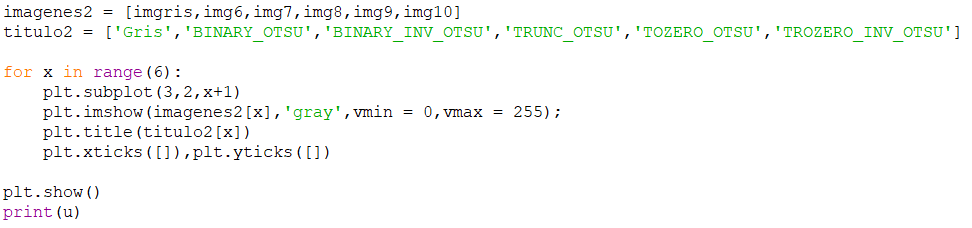 imagenes2 = [imgris,img6,img7,img8,img9,img10]
titulo2 = ['Gris','BINARY_OTSU','BINARY_INV_OTSU','TRUNC_OTSU','TOZERO_OTSU','TROZERO_INV_OTSU']
for x in range(6):
    plt.subplot(3,2,x+1)
    plt.imshow(imagenes2[x],'gray',vmin = 0,vmax = 255);
    plt.title(titulo2[x])
    plt.xticks([]),plt.yticks([])
plt.show()
print(u)